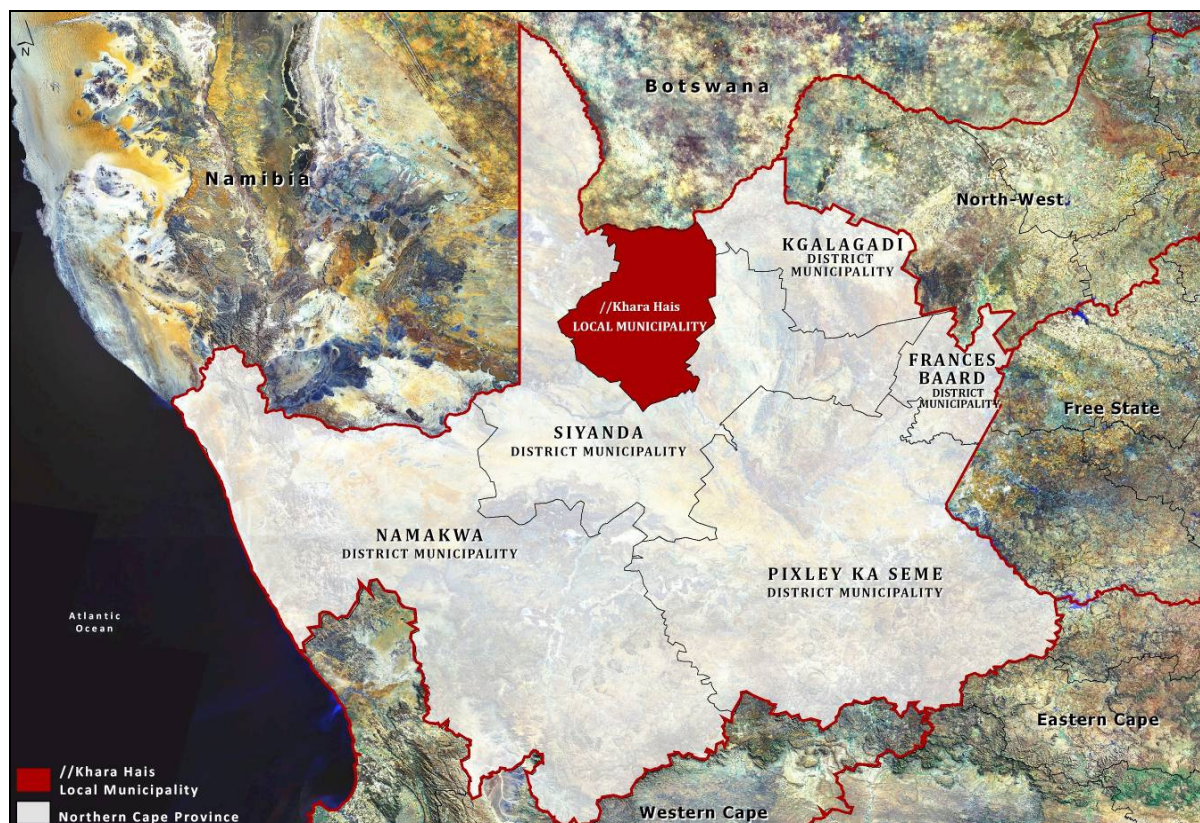 N
Botswana
Namibia
North-West
KGALAGADI
DISTRICT
MUNICIPALITY
//Khara Hais
LOCAL MUNICIPALITY
FRANCES
BAARD
DISTRICT
MUNICIPALITY
Free State
SIYANDA
DISTRICT MUNICIPALITY
NAMAKWA
DISTRICT MUNICIPALITY
PIXLEY KA SEME
DISTRICT MUNICIPALITY
Atlantic
Ocean
Eastern Cape
//Khara Hais
Local Municipality
Northern Cape Province
Western Cape